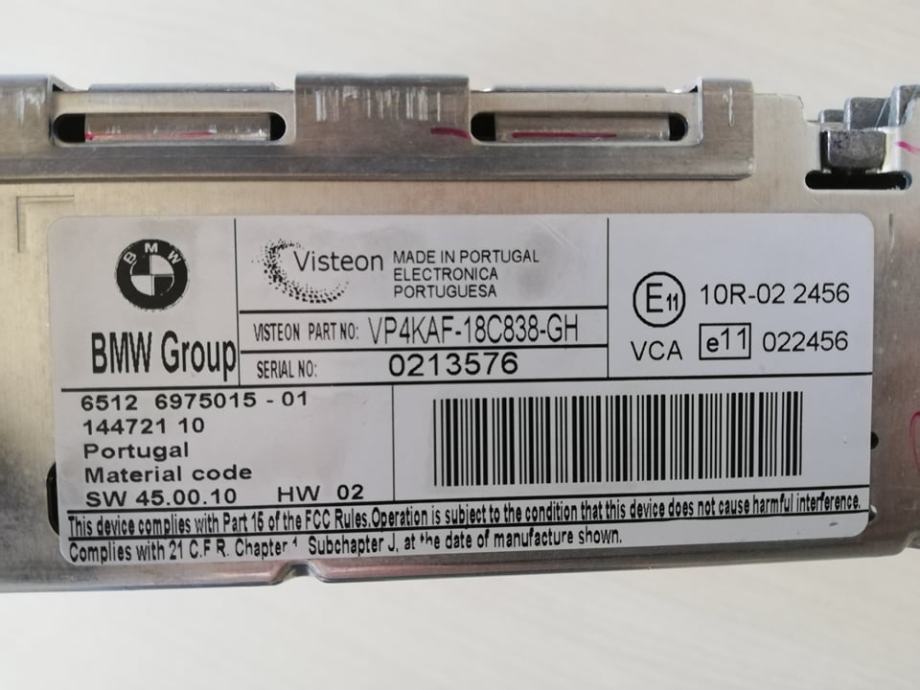 BMW
BMW Group
Visteon
MADE IN PORTUGAL
ELECTRONICA
PORTUGUESA
VISTEON PART NO: VP4KAF-18C838-GH
SERIAL NO: 0213576
E11 10R-02 2456
VCA e11 022456
6512 6975015 - 01
144721 10
Portugal
Material code
SW 45.00.10 HW 02
This device complies with Part 15 of the FCC Rules.Operation is subject to the condition that this device does not cause harmful interference.
Complies with 21 C.F R. Chapter 1 Subchapter J, at the date of manufacture shown.